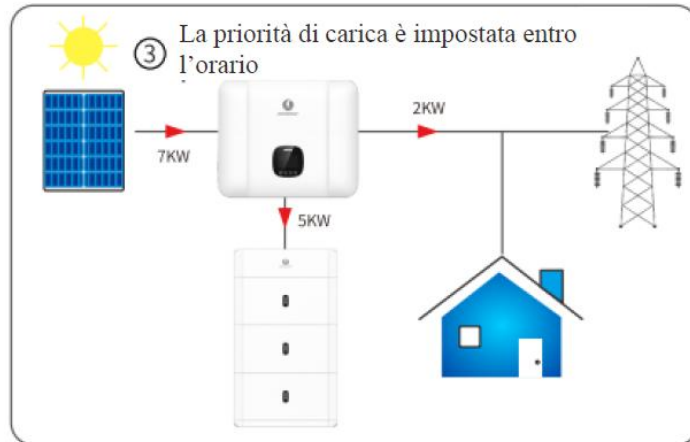 ③ La priorità di carica è impostata entro
l’orario
2KW
7KW
5KW